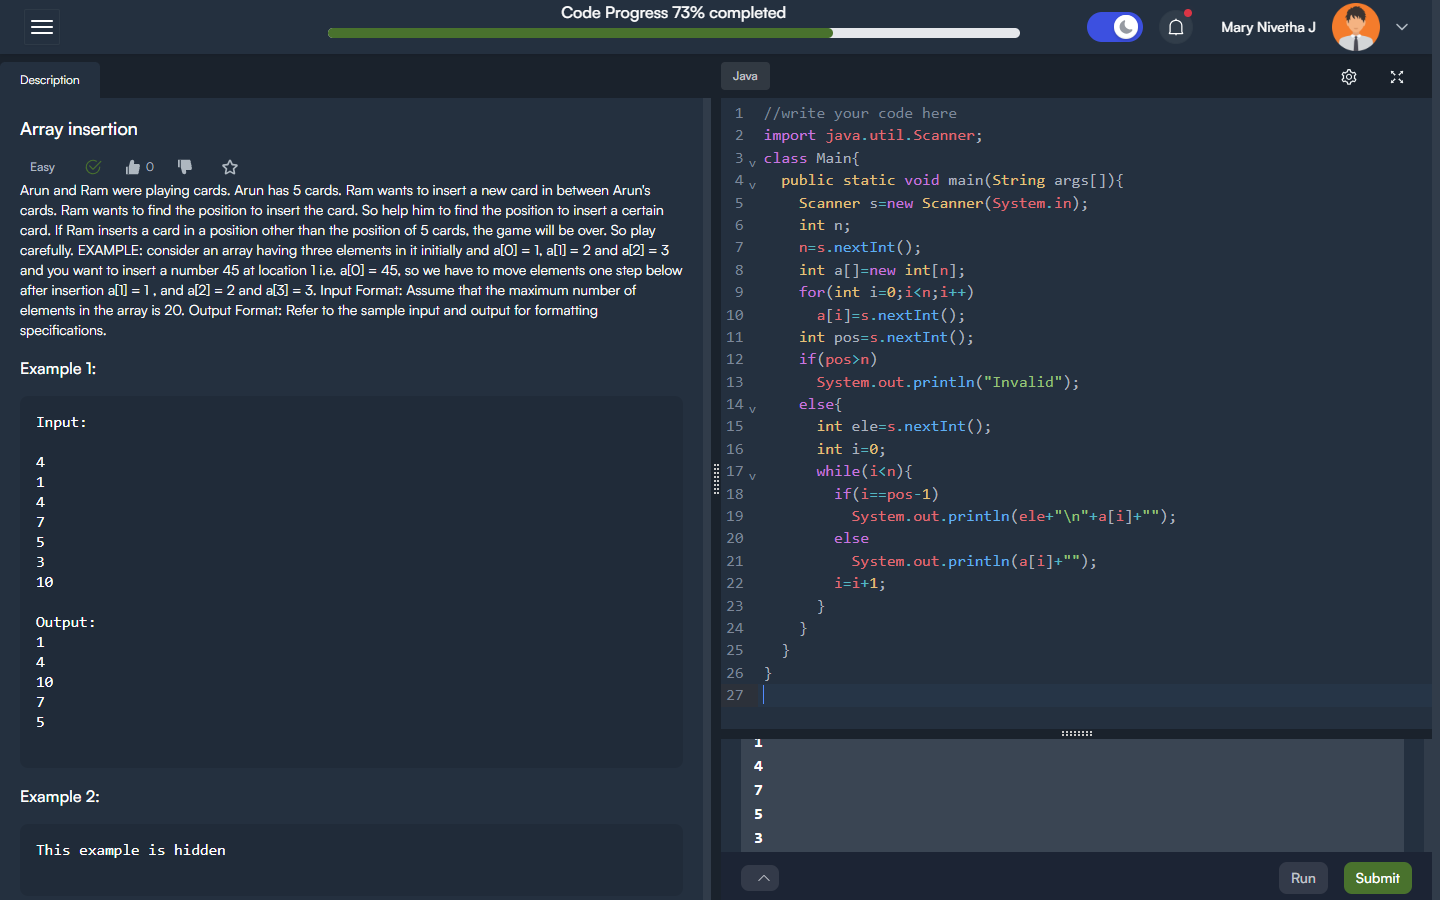 Code Progress 73% completed
Mary Nivetha J
Description
Array insertion
Easy
0
Arun and Ram were playing cards. Arun has 5 cards. Ram wants to insert a new card in between Arun's
cards. Ram wants to find the position to insert the card. So help him to find the position to insert a certain
card. If Ram inserts a card in a position other than the position of 5 cards, the game will be over. So play
carefully. EXAMPLE: consider an array having three elements in it initially and a[0] = 1, a[1] = 2 and a[2] = 3
and you want to insert a number 45 at location 1 i.e. a[0] = 45, so we have to move elements one step below
after insertion a[1] = 1 , and a[2] = 2 and a[3] = 3. Input Format: Assume that the maximum number of
elements in the array is 20. Output Format: Refer to the sample input and output for formatting
specifications.
Example 1:
Input:
4
1
4
7
5
3
10
Output:
1
4
10
7
5
Example 2:
This example is hidden
Java
1 //write your code here
2 import java.util.Scanner;
3 class Main{
4 public static void main(String args[]){
5 Scanner s=new Scanner(System.in);
6 int n;
7 n=s.nextInt();
8 int a[]=new int[n];
9 for(int i=0;i<n;i++)
10 a[i]=s.nextInt();
11 int pos=s.nextInt();
12 if(pos>n)
13 System.out.println("Invalid");
14 else{
15 int ele=s.nextInt();
16 int i=0;
17 while(i<n){
18 if(i==pos-1)
19 System.out.println(ele+"\n"+a[i]+"");
20 else
21 System.out.println(a[i]+"");
22 i=i+1;
23 }
24 }
25 }
26 }
27
1
4
7
5
3
Run
Submit